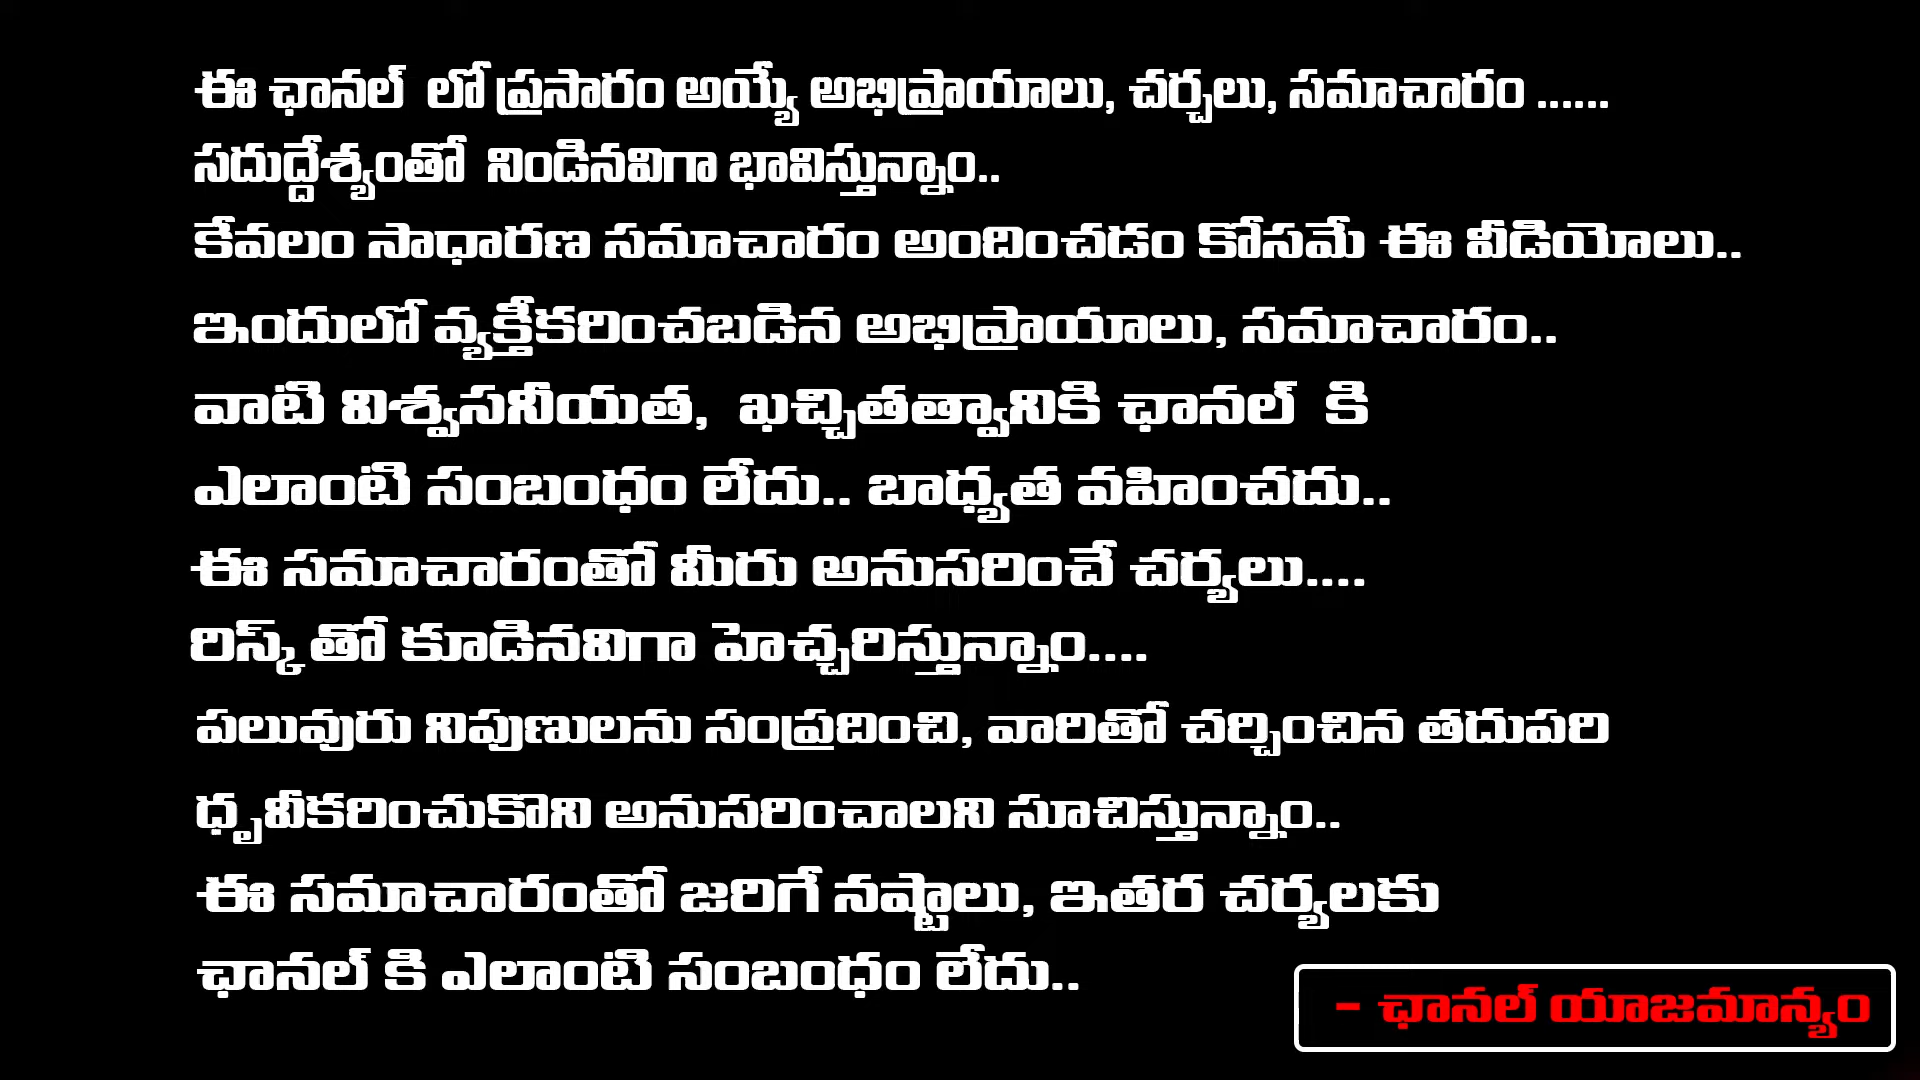 ఈ ఛానల్ లో ప్రసారం అయ్యే అభిప్రాయాలు, చర్చలు, సమాచారం ......
సదుద్దేశ్యంతో నిండినవిగా భావిస్తున్నాం..
కేవలం సాధారణ సమాచారం అందించడం కోసమే ఈ వీడియోలు..
ఇందులో వ్యక్తీకరించబడిన అభిప్రాయాలు, సమాచారం..
వాటి విశ్వసనీయత, ఖచ్చితత్వానికి ఛానల్ కి
ఎలాంటి సంబంధం లేదు.. బాధ్యత వహించదు..
ఈ సమాచారంతో మీరు అనుసరించే చర్యలు....
రిస్క్ తో కూడినవిగా హెచ్చరిస్తున్నాం....
పలువురు నిపుణులను సంప్రదించి, వారితో చర్చించిన తదుపరి
ధృవీకరించుకొని అనుసరించాలని సూచిస్తున్నాం..
ఈ సమాచారంతో జరిగే నష్టాలు, ఇతర చర్యలకు
ఛానల్ కి ఎలాంటి సంబంధం లేదు..
- ఛానల్ యాజమాన్యం